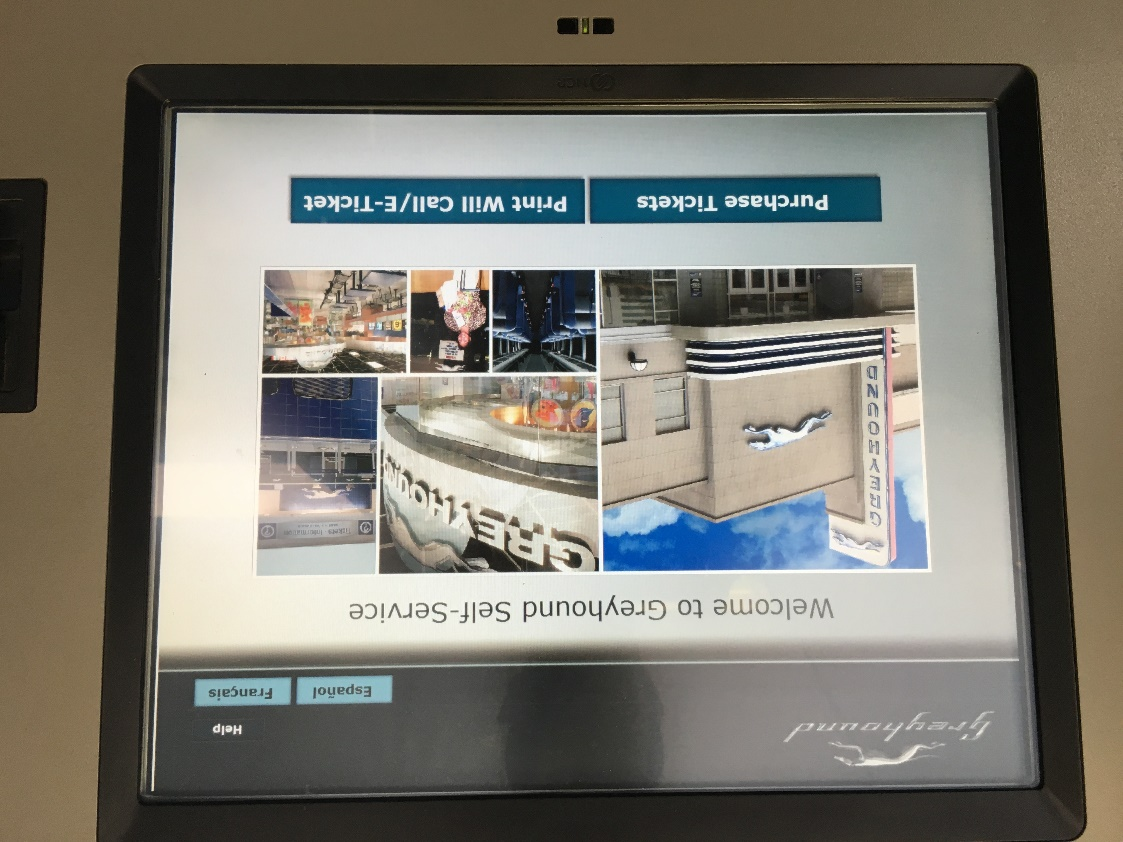 Greyhound
Help
Español
Français
Welcome to Greyhound Self-Service
GREYHOUND
GREYHOUND
Purchase Tickets
Print Will Call/E-Ticket
NCR